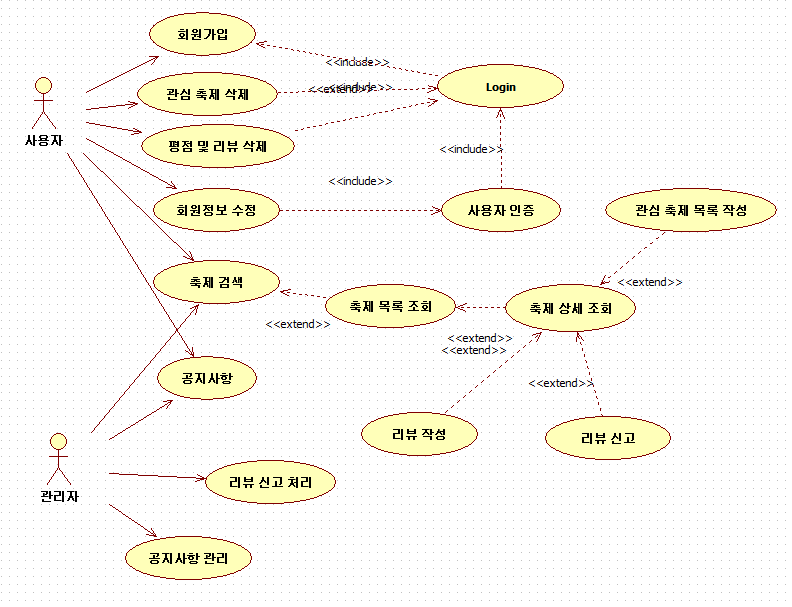 회원가입
<<include>>
Login
관심 축제 삭제
<<include>>
<<extend>>
사용자
평점 및 리뷰 삭제
<<include>>
<<include>>
회원정보 수정
사용자 인증
관심 축제 목록 작성
축제 검색
<<extend>>
축제 목록 조회
축제 상세 조회
<<extend>>
<<extend>>
<<extend>>
공지사항
<<extend>>
리뷰 작성
리뷰 신고
관리자
리뷰 신고 처리
공지사항 관리